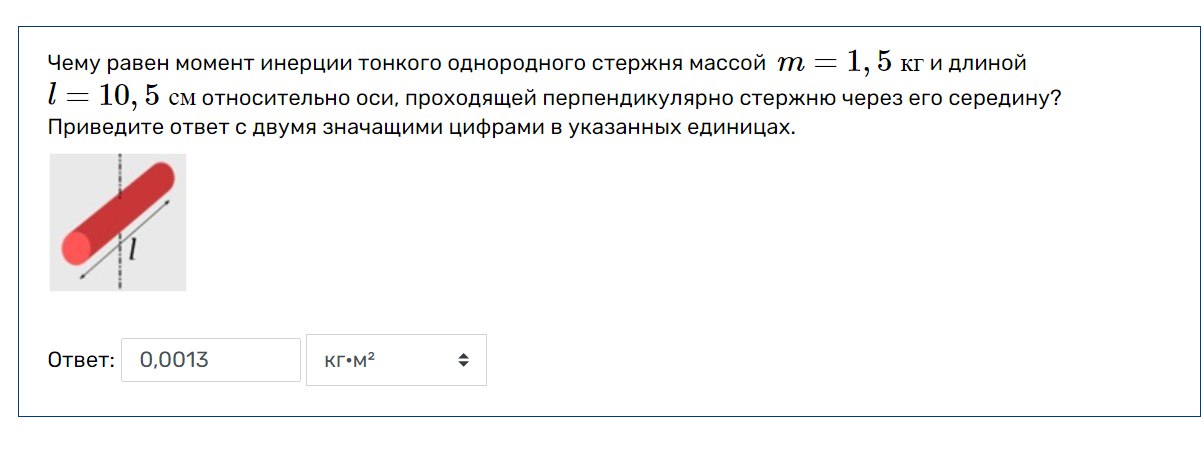 Чему равен момент инерции тонкого однородного стержня массой m = 1, 5 кг и длиной
l = 10, 5 см относительно оси, проходящей перпендикулярно стержню через его середину?
Приведите ответ с двумя значащими цифрами в указанных единицах.
l
Ответ: 0,0013 кг•м²